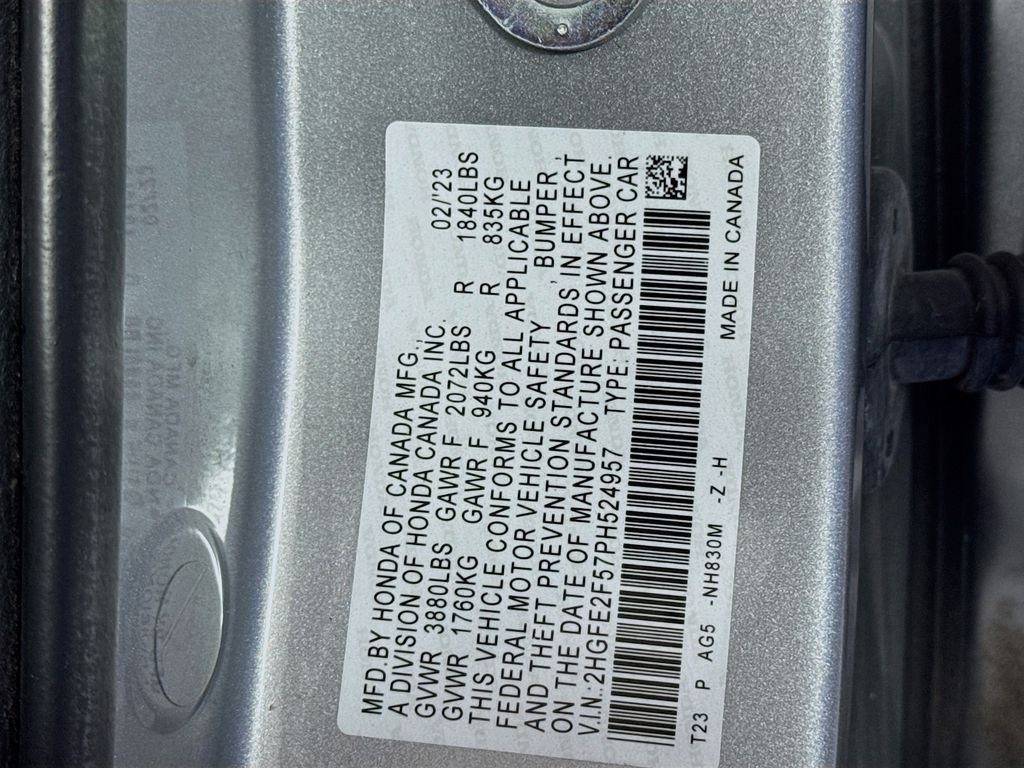 MFD.BY HONDA OF CANADA MFG.,
A DIVISION OF HONDA CANADA INC. 02/'23
GVWR 3880LBS GAWR F 2072LBS R 1840LBS
GVWR 1760KG GAWR F 940KG R 835KG
THIS VEHICLE CONFORMS TO ALL APPLICABLE
FEDERAL MOTOR VEHICLE SAFETY, BUMPER,
AND THEFT PREVENTION STANDARDS IN EFFECT
ON THE DATE OF MANUFACTURE SHOWN ABOVE.
V.I.N.:2HGFE2F57PH524957 TYPE: PASSENGER CAR
T23 P AG5 -NH830M -Z -H MADE IN CANADA